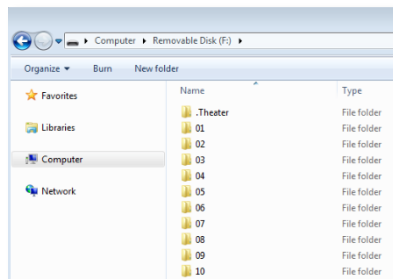 Computer ▸ Removable Disk (F:) ▸
Organize ▾ Burn New folder
Favorites
Libraries
Computer
Network
Name Type
.Theater File folder
01 File folder
02 File folder
03 File folder
04 File folder
05 File folder
06 File folder
07 File folder
08 File folder
09 File folder
10 File folder